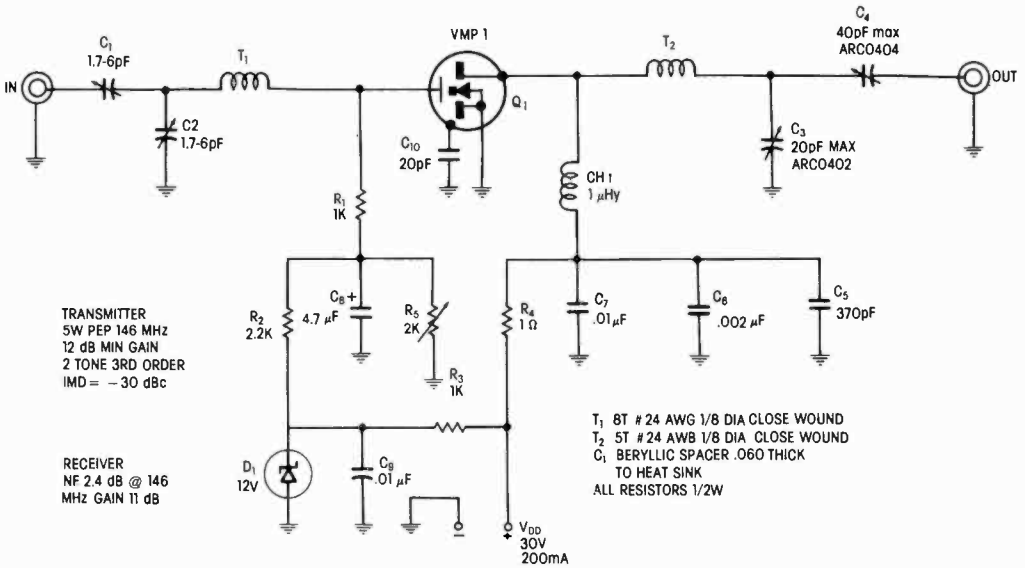 C₁
1.7-6pF
IN
C2
1.7-6pF
T₁
VMP 1
Q₁
C₁₀
20pF
T₂
C₄
40pF max
ARCO404
OUT
C₃
20pF MAX
ARCO402
CH 1
1 μHy
R₁
1K
R₂
2.2K
C₈ +
4.7 μF
R₅
2K
R₃
1K
R₄
1 Ω
C₇
.01μF
C₆
.002 μF
C₅
370pF
TRANSMITTER
5W PEP 146 MHz
12 dB MIN GAIN
2 TONE 3RD ORDER
IMD = −30 dBc
RECEIVER
NF 2.4 dB @ 146
MHz GAIN 11 dB
D₁
12V
C₉
.01 μF
−
+
V_DD
30V
200mA
T₁ 8T #24 AWG 1/8 DIA CLOSE WOUND
T₂ 5T #24 AWB 1/8 DIA CLOSE WOUND
C₁ BERYLLIC SPACER .060 THICK
TO HEAT SINK
ALL RESISTORS 1/2W